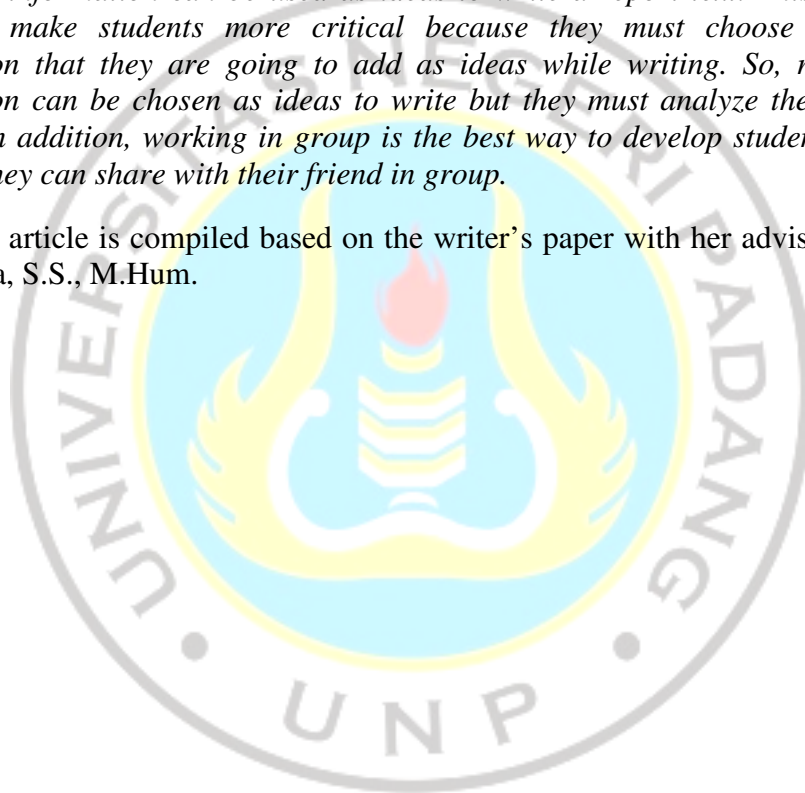 make students more critical because they must choose
on that they are going to add as ideas while writing. So,
on can be chosen as ideas to write but they must analyze the
addition, working in group is the best way to develop
they can share with their friend in group.
article is compiled based on the writer's paper with her
a, S.S., M.Hum.
UNIVERSITAS NEGERI PADANG
UNP